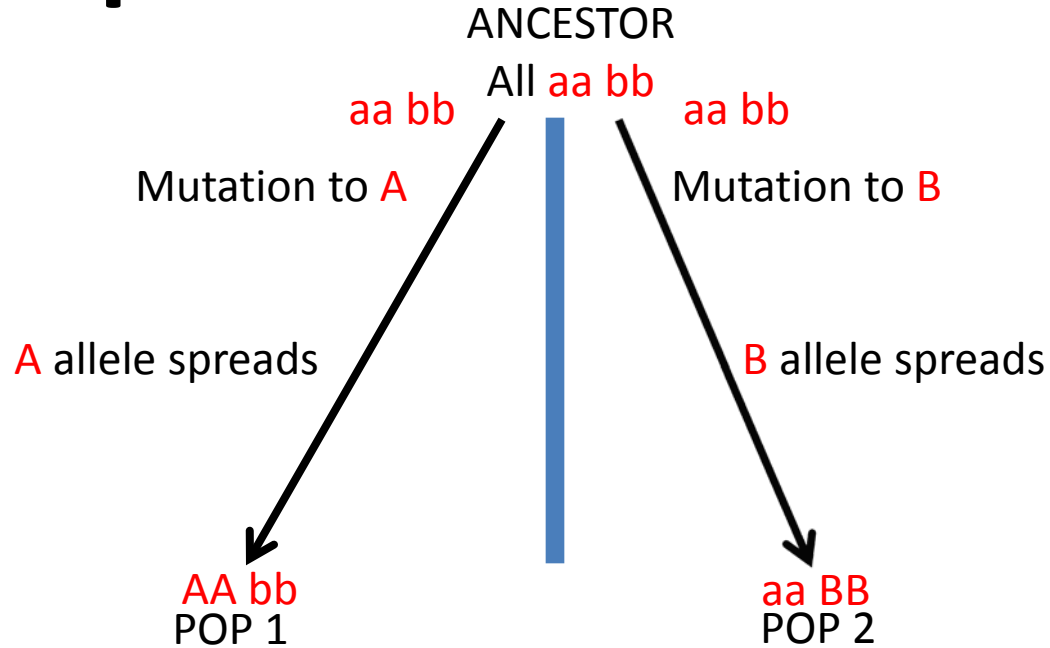 ANCESTOR
All aa bb
aa bb
aa bb
Mutation to A
Mutation to B
A allele spreads
B allele spreads
AA bb
aa BB
POP 1
POP 2